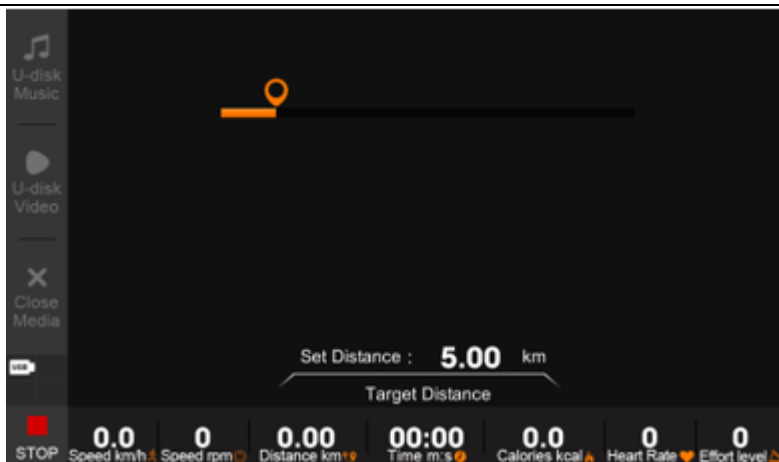 U-disk
Music
U-disk
Video
Close
Media
USB
Set Distance : 5.00 km
Target Distance
STOP
0.0
Speed km/h
0
Speed rpm
0.00
Distance km
00:00
Time m:s
0.0
Calories kcal
0
Heart Rate
0
Effort level